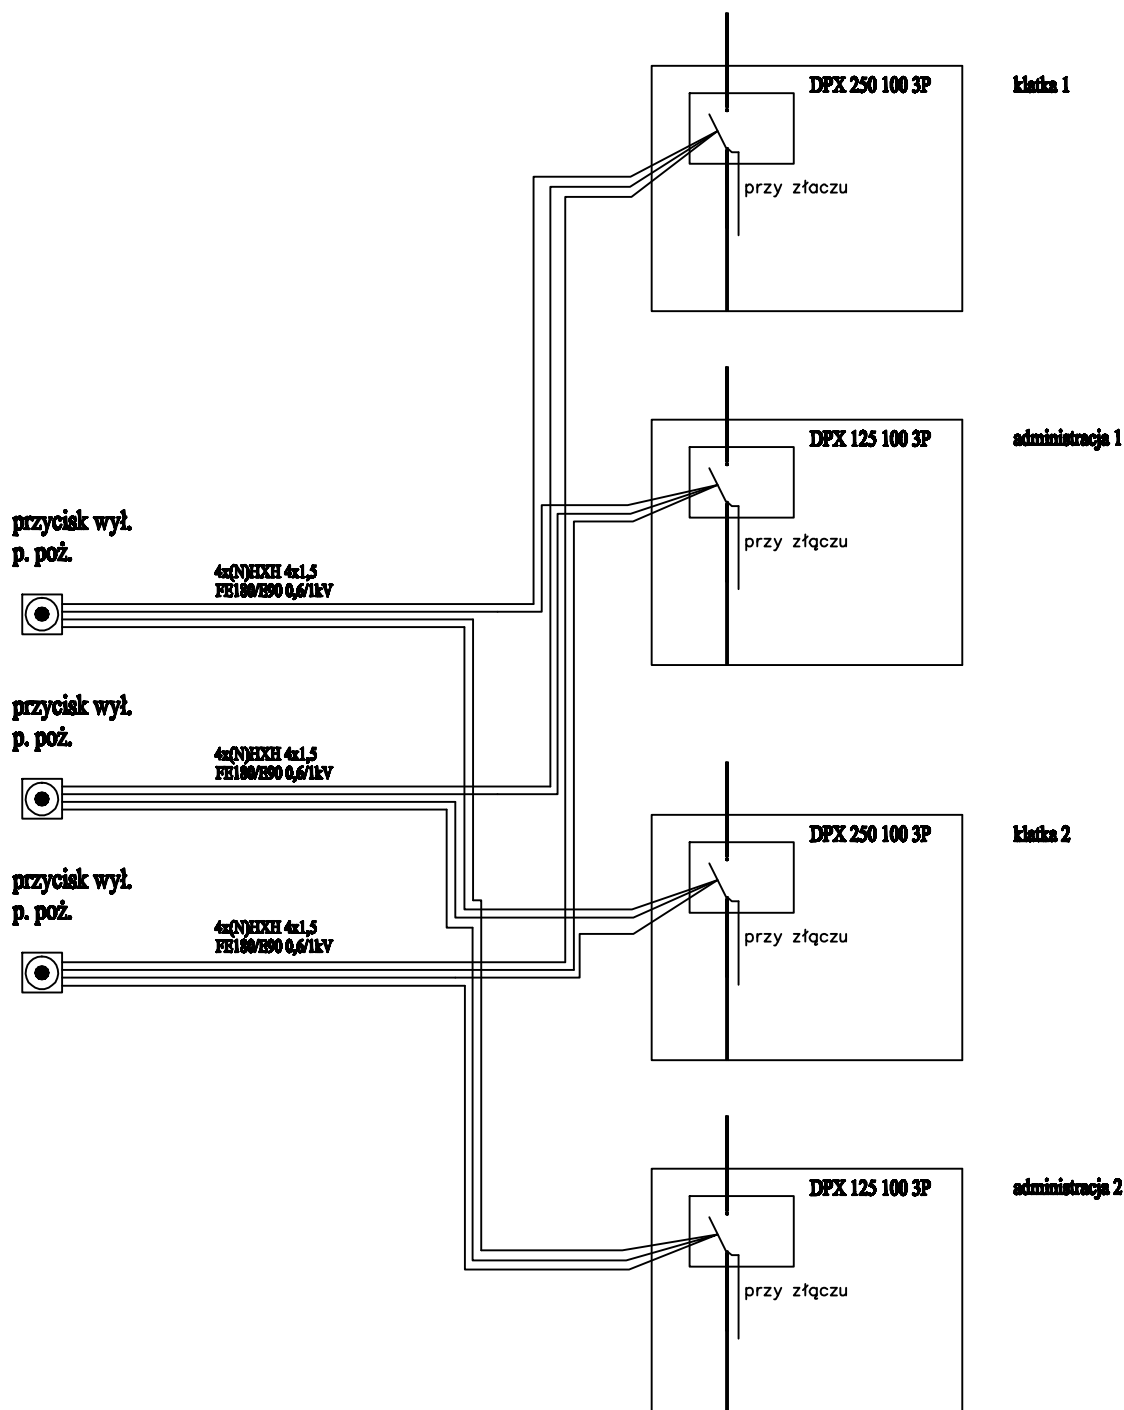 DPX 250 100 3P
klatka 1
przy złaczu
DPX 125 100 3P
administracja 1
przy złączu
przycisk wył.
p. poż.
4x(N)HXH 4x1,5
FE180/E90 0,6/1kV
przycisk wył.
p. poż.
4x(N)HXH 4x1,5
FE180/E90 0,6/1kV
DPX 250 100 3P
klatka 2
przycisk wył.
p. poż.
4x(N)HXH 4x1,5
FE180/E90 0,6/1kV
przy złączu
DPX 125 100 3P
administracja 2
przy złączu